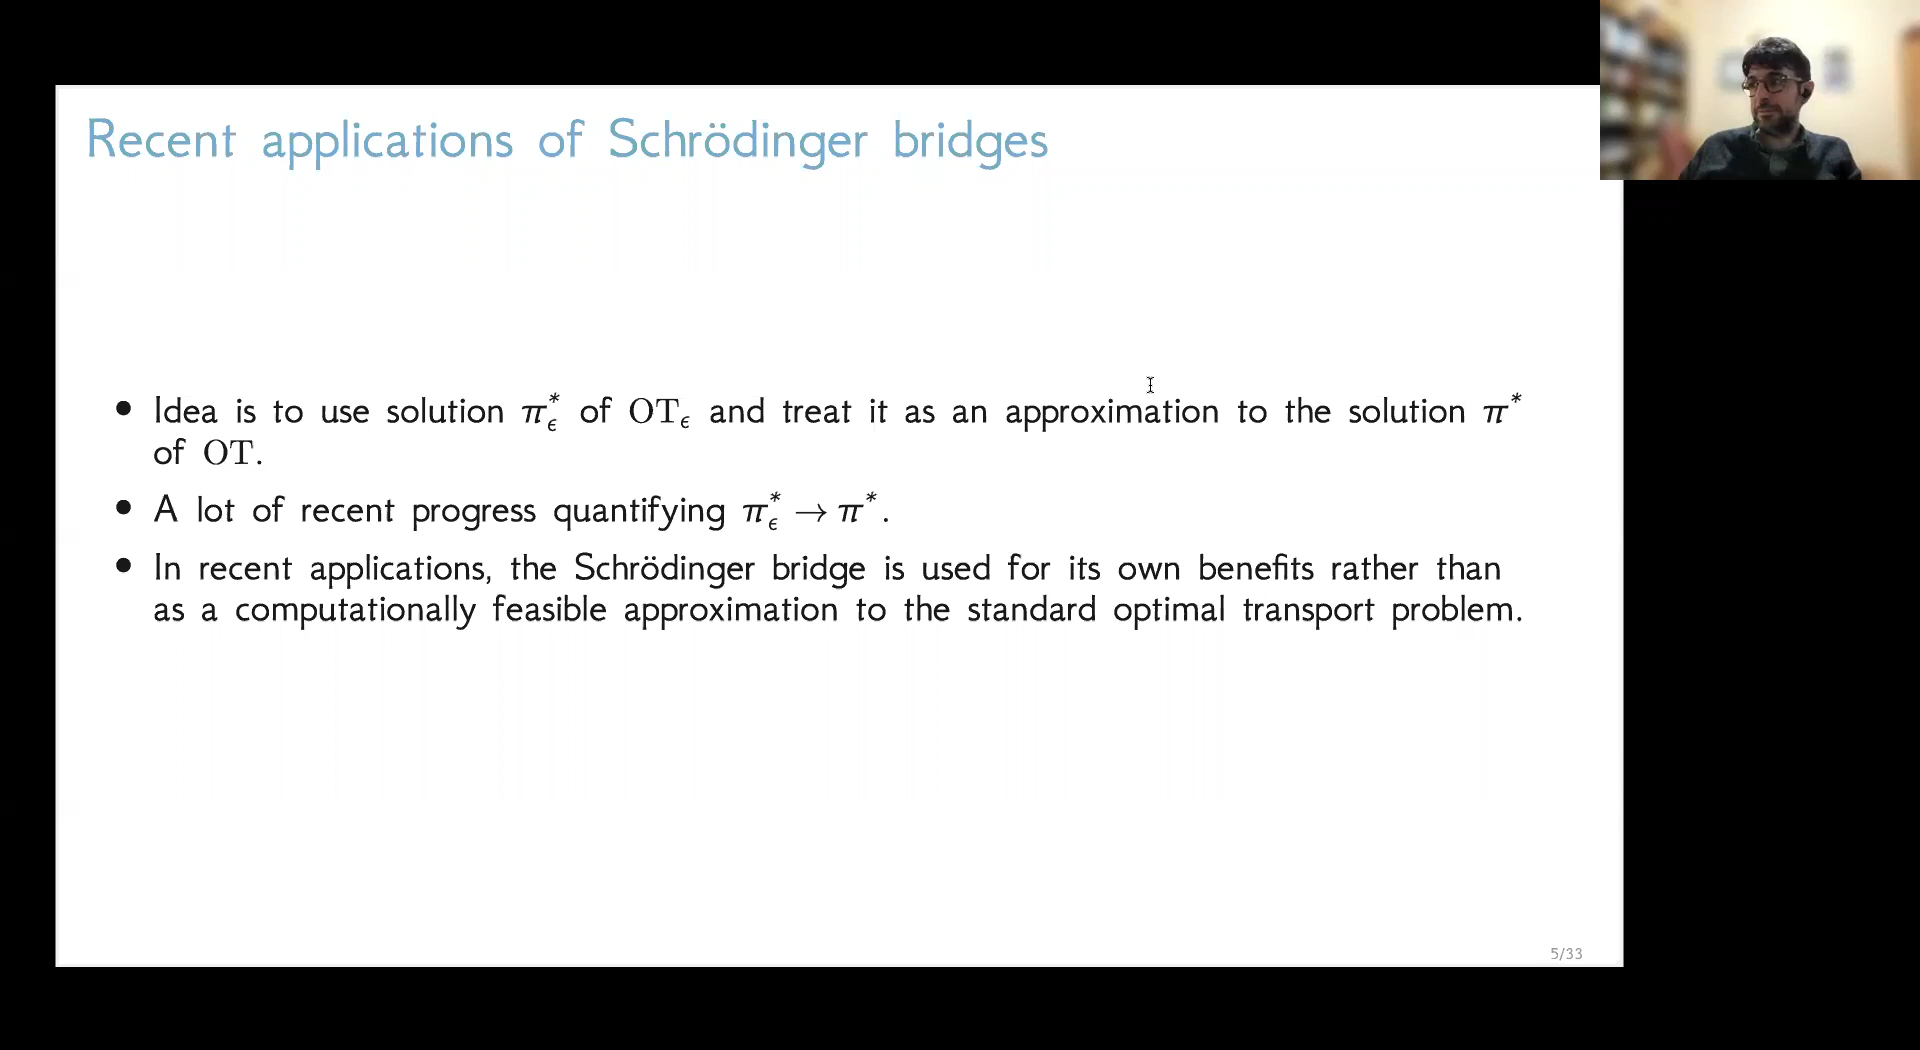 Recent applications of Schrödinger bridges
• Idea is to use solution π*ϵ of OTϵ and treat it as an approximation to the solution π*
of OT.
• A lot of recent progress quantifying π*ϵ → π*.
• In recent applications, the Schrödinger bridge is used for its own benefits rather than
as a computationally feasible approximation to the standard optimal transport problem.
5/33